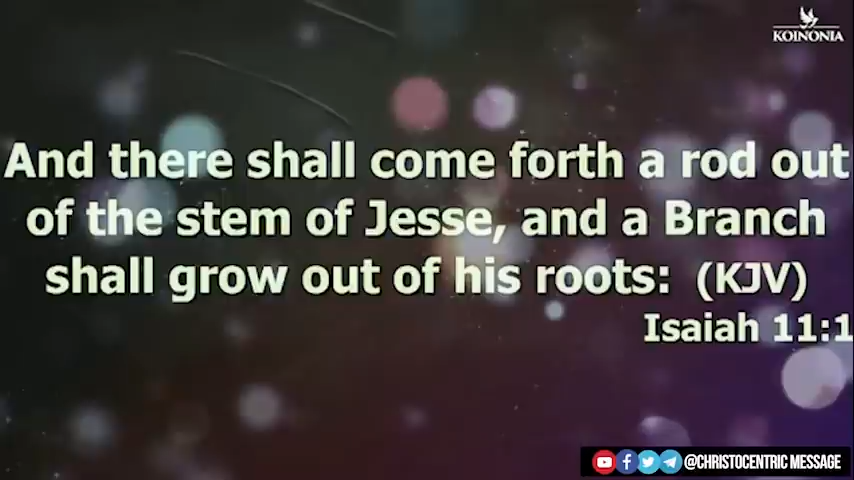 KOINONIA
And there shall come forth a rod out
of the stem of Jesse, and a Branch
shall grow out of his roots: (KJV)
Isaiah 11:1
@CHRISTOCENTRIC MESSAGE